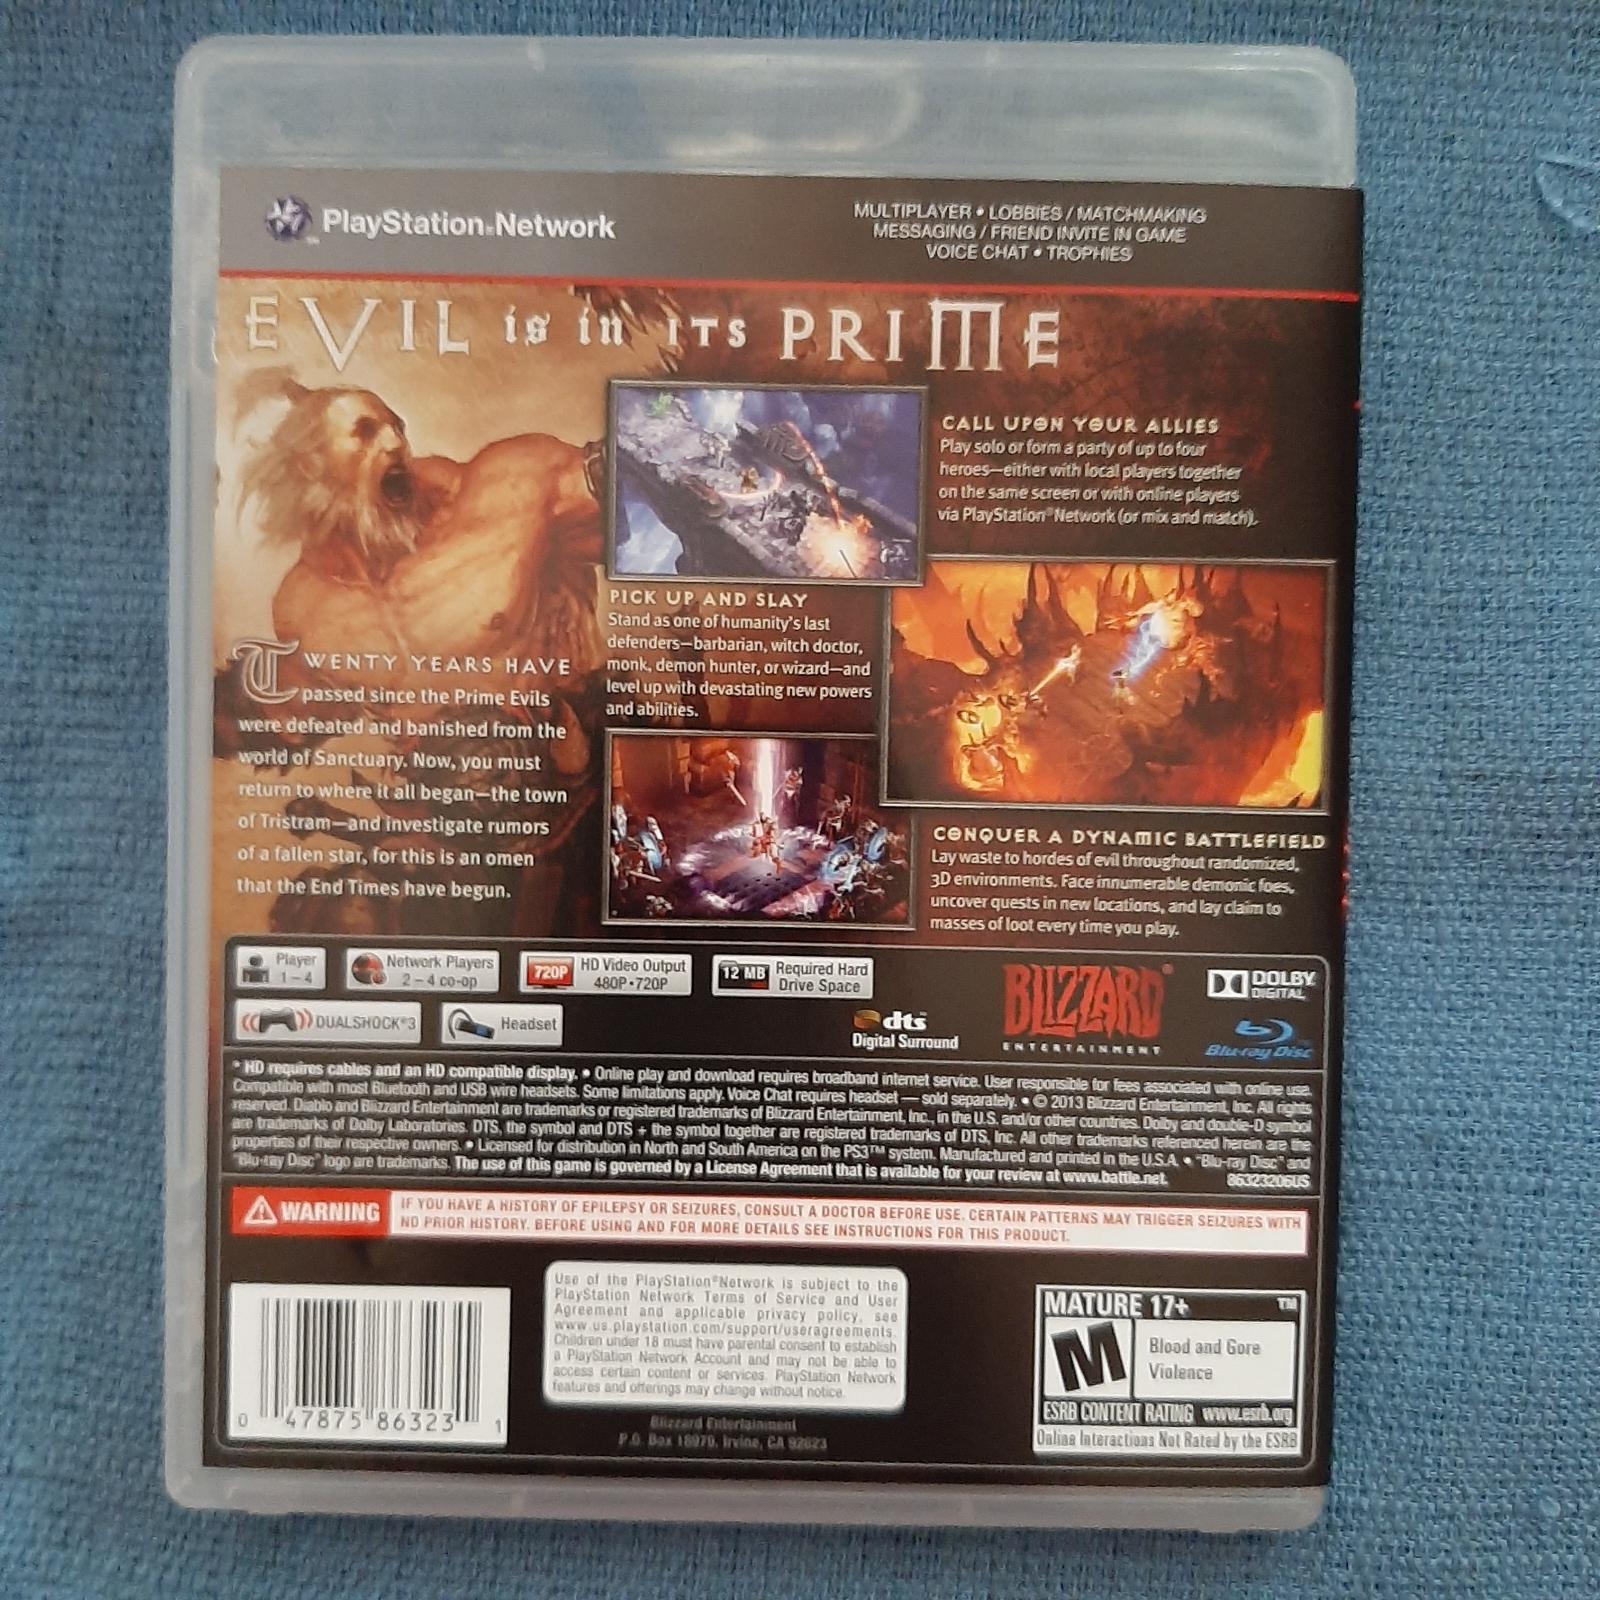 PlayStation®Network
MULTIPLAYER • LOBBIES / MATCHMAKING
MESSAGING / FRIEND INVITE IN GAME
VOICE CHAT • TROPHIES
EVIL is in ITS PRIME
TWENTY YEARS HAVE
passed since the Prime Evils
were defeated and banished from the
world of Sanctuary. Now, you must
return to where it all began—the town
of Tristram—and investigate rumors
of a fallen star, for this is an omen
that the End Times have begun.
PICK UP AND SLAY
Stand as one of humanity's last
defenders—barbarian, witch doctor,
monk, demon hunter, or wizard—and
level up with devastating new powers
and abilities.
CALL UPON YOUR ALLIES
Play solo or form a party of up to four
heroes—either with local players together
on the same screen or with online players
via PlayStation®Network (or mix and match).
CONQUER A DYNAMIC BATTLEFIELD
Lay waste to hordes of evil throughout randomized,
3D environments. Face innumerable demonic foes,
uncover quests in new locations, and lay claim to
masses of loot every time you play.
Player
1 – 4
Network Players
2 – 4 co-op
720P
HD Video Output
480P • 720P
12 MB
Required Hard
Drive Space
DUALSHOCK®3
Headset
dts
Digital Surround
BLIZZARD®
ENTERTAINMENT
DOLBY
DIGITAL
Blu-ray Disc
* HD requires cables and an HD compatible display. • Online play and download requires broadband internet service. User responsible for fees associated with online use.
Compatible with most Bluetooth and USB wire headsets. Some limitations apply. Voice Chat requires headset — sold separately. • © 2013 Blizzard Entertainment, Inc. All rights
reserved. Diablo and Blizzard Entertainment are trademarks or registered trademarks of Blizzard Entertainment, Inc., in the U.S. and/or other countries. Dolby and double-D symbol
are trademarks of Dolby Laboratories. DTS, the symbol and DTS + the symbol together are registered trademarks of DTS, Inc. All other trademarks referenced herein are the
properties of their respective owners. • Licensed for distribution in North and South America on the PS3™ system. Manufactured and printed in the U.S.A. • "Blu-ray Disc" and
"Blu-ray Disc" logo are trademarks. The use of this game is governed by a License Agreement that is available for your review at www.battle.net.
86323206US
WARNING
IF YOU HAVE A HISTORY OF EPILEPSY OR SEIZURES, CONSULT A DOCTOR BEFORE USE. CERTAIN PATTERNS MAY TRIGGER SEIZURES WITH
NO PRIOR HISTORY. BEFORE USING AND FOR MORE DETAILS SEE INSTRUCTIONS FOR THIS PRODUCT.
0 47875 86323 1
Use of the PlayStation®Network is subject to the
PlayStation Network Terms of Service and User
Agreement and applicable privacy policy, see
www.us.playstation.com/support/useragreements.
Children under 18 must have parental consent to establish
a PlayStation Network Account and may not be able to
access certain content or services. PlayStation Network
features and offerings may change without notice.
Blizzard Entertainment
P.O. Box 18979, Irvine, CA 92623
MATURE 17+ ™
M
Blood and Gore
Violence
ESRB CONTENT RATING www.esrb.org
Online Interactions Not Rated by the ESRB